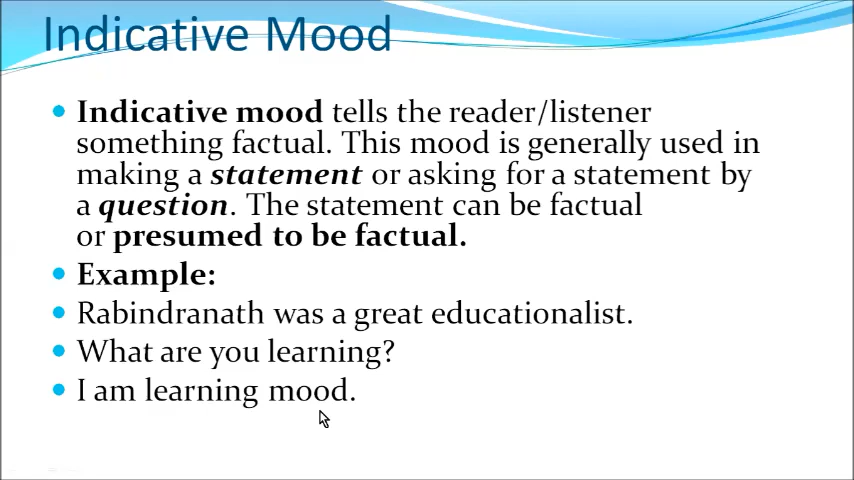 Indicative Mood
Indicative mood tells the reader/listener
something factual. This mood is generally used in
making a statement or asking for a statement by
a question. The statement can be factual
or presumed to be factual.
Example:
Rabindranath was a great educationalist.
What are you learning?
I am learning mood.